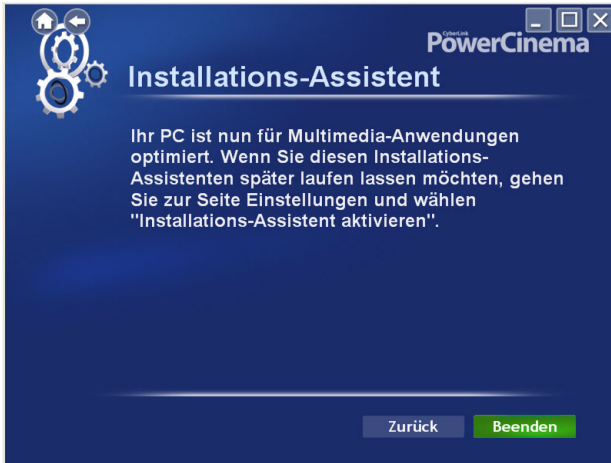 CyberLink
PowerCinema
Installations-Assistent
Ihr PC ist nun für Multimedia-Anwendungen
optimiert. Wenn Sie diesen Installations-
Assistenten später laufen lassen möchten, gehen
Sie zur Seite Einstellungen und wählen
"Installations-Assistent aktivieren".
Zurück
Beenden